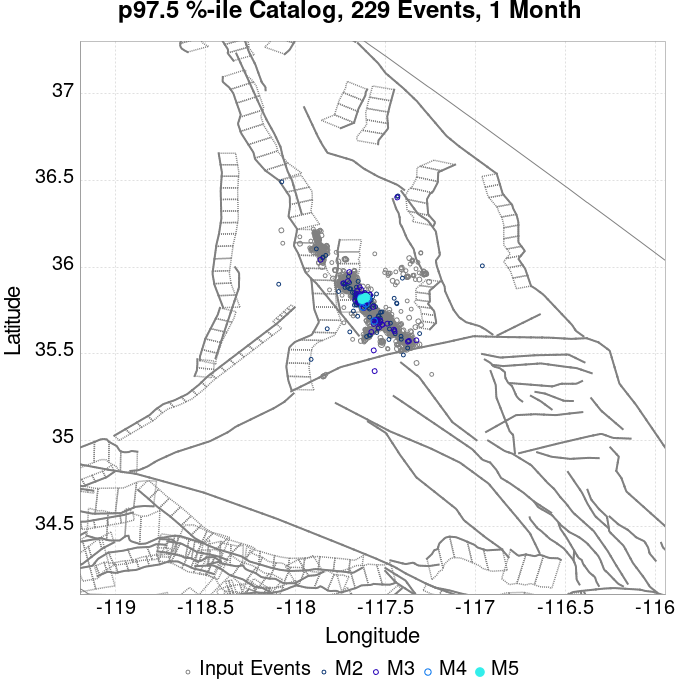 p97.5 %-ile Catalog, 229 Events, 1 Month
37
36.5
36
35.5
35
34.5
Latitude
-119 -118.5 -118 -117.5 -117 -116.5 -116
Longitude
Input Events M2 M3 M4 M5